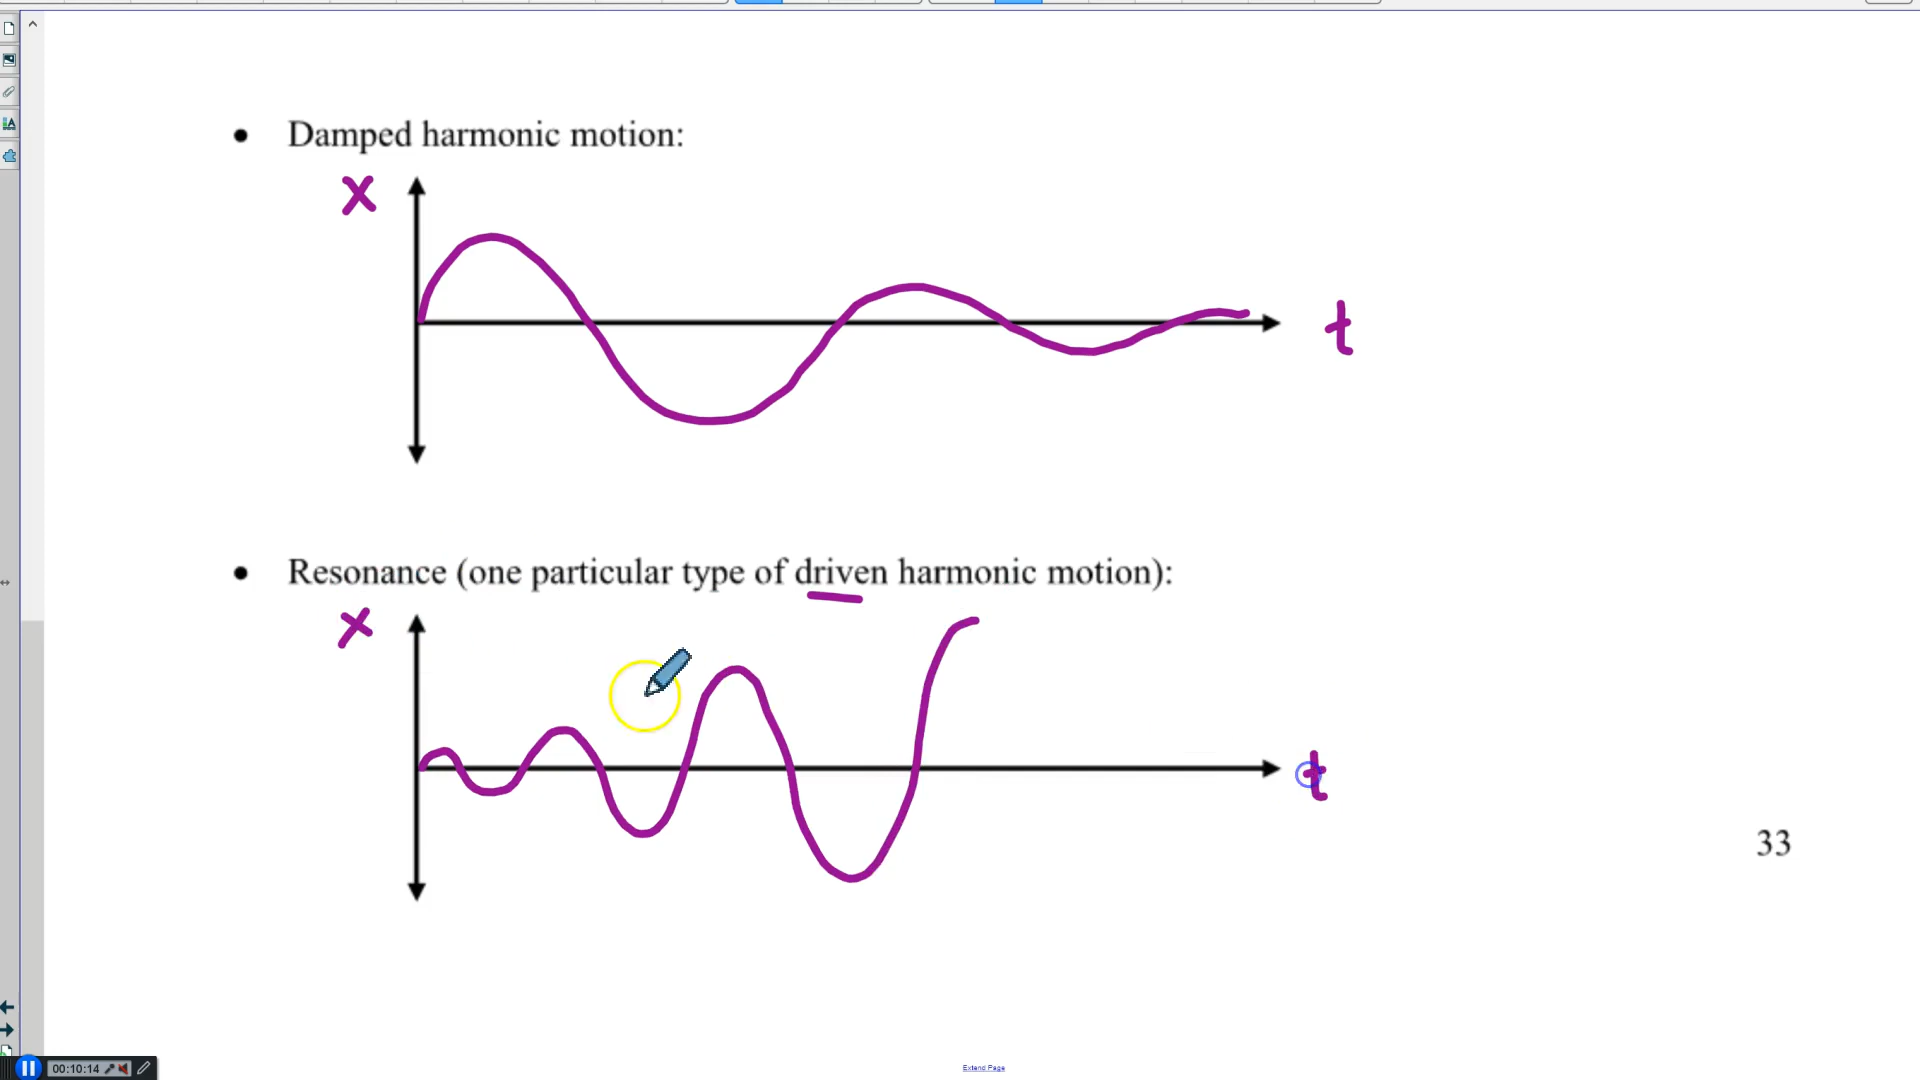 • Damped harmonic motion:
x
t
• Resonance (one particular type of driven harmonic motion):
x
t
33
00:10:14
Extend Page